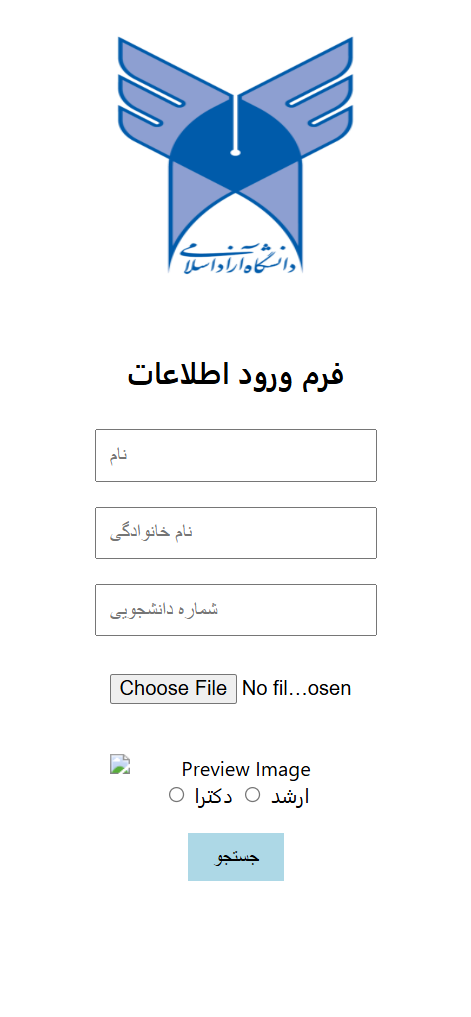 دانشگاه آزاد اسلامی
فرم ورود اطلاعات
نام
نام خانوادگی
شماره دانشجویی
Choose File No fil…osen
Preview Image
ارشد دکترا
جستجو